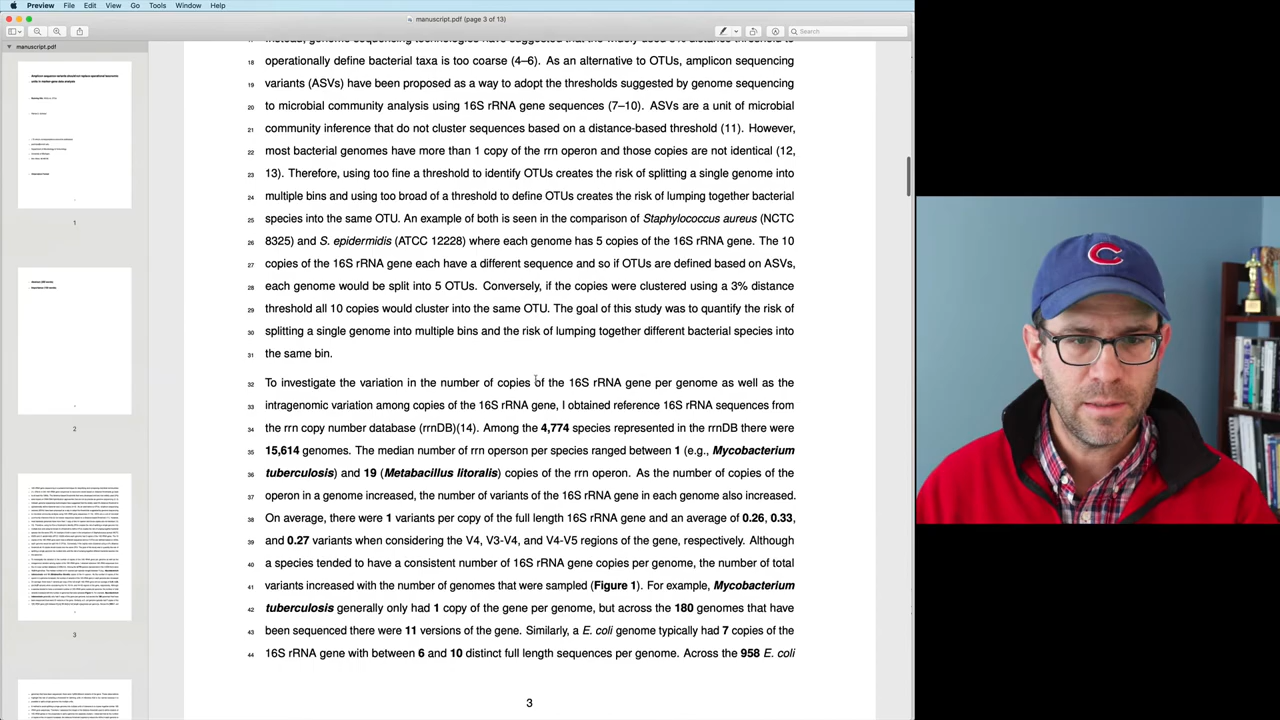 Preview File Edit View Go Tools Window Help
manuscript.pdf (page 3 of 13)
Search
manuscript.pdf
1
2
3
18 operationally define bacterial taxa is too coarse (4–6). As an alternative to OTUs, amplicon sequencing
19 variants (ASVs) have been proposed as a way to adopt the thresholds suggested by genome sequencing
20 to microbial community analysis using 16S rRNA gene sequences (7–10). ASVs are a unit of microbial
21 community inference that do not cluster sequences based on a distance-based threshold (11). However,
22 most bacterial genomes have more than 1 copy of the rrn operon and those copies are not identical (12,
23 13). Therefore, using too fine a threshold to identify OTUs creates the risk of splitting a single genome into
24 multiple bins and using too broad of a threshold to define OTUs creates the risk of lumping together bacterial
25 species into the same OTU. An example of both is seen in the comparison of Staphylococcus aureus (NCTC
26 8325) and S. epidermidis (ATCC 12228) where each genome has 5 copies of the 16S rRNA gene. The 10
27 copies of the 16S rRNA gene each have a different sequence and so if OTUs are defined based on ASVs,
28 each genome would be split into 5 OTUs. Conversely, if the copies were clustered using a 3% distance
29 threshold all 10 copies would cluster into the same OTU. The goal of this study was to quantify the risk of
30 splitting a single genome into multiple bins and the risk of lumping together different bacterial species into
31 the same bin.
32 To investigate the variation in the number of copies of the 16S rRNA gene per genome as well as the
33 intragenomic variation among copies of the 16S rRNA gene, I obtained reference 16S rRNA sequences from
34 the rrn copy number database (rrnDB)(14). Among the 4,774 species represented in the rrnDB there were
35 15,614 genomes. The median number of rrn operson per species ranged between 1 (e.g., Mycobacterium
36 tuberculosis) and 19 (Metabacillus litoralis) copies of the rrn operon. As the number of copies of the
37 operon in a genome increased, the number of variants of the 16S rRNA gene in each genome also increased.
38 On average, there were variants per copy of the full length 16S rRNA gene and an average of
39 and 0.27 variants when considering the V4, V3-V4, and V4-V5 regions of the gene, respectively. Although
40 a species tended to have a consistent number of 16S rRNA gene copies per genome, the number of total
41 variants increased with the number of genomes that were sampled (Figure 1). For example, Mycobacterium
42 tuberculosis generally only had 1 copy of the gene per genome, but across the 180 genomes that have
43 been sequenced there were 11 versions of the gene. Similarly, a E. coli genome typically had 7 copies of the
44 16S rRNA gene with between 6 and 10 distinct full length sequences per genome. Across the 958 E. coli
3